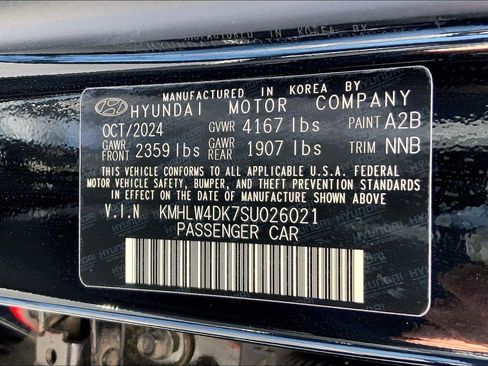 MANUFACTURED IN KOREA BY
HYUNDAI MOTOR COMPANY
OCT/2024 GVWR 4167 lbs PAINT A2B
GAWR FRONT 2359 lbs GAWR REAR 1907 lbs TRIM NNB
THIS VEHICLE CONFORMS TO ALL APPLICABLE U.S.A. FEDERAL
MOTOR VEHICLE SAFETY, BUMPER, AND THEFT PREVENTION STANDARDS
IN EFFECT ON THE DATE OF MANUFACTURE SHOWN ABOVE.
V.I.N KMHLW4DK7SU026021
PASSENGER CAR